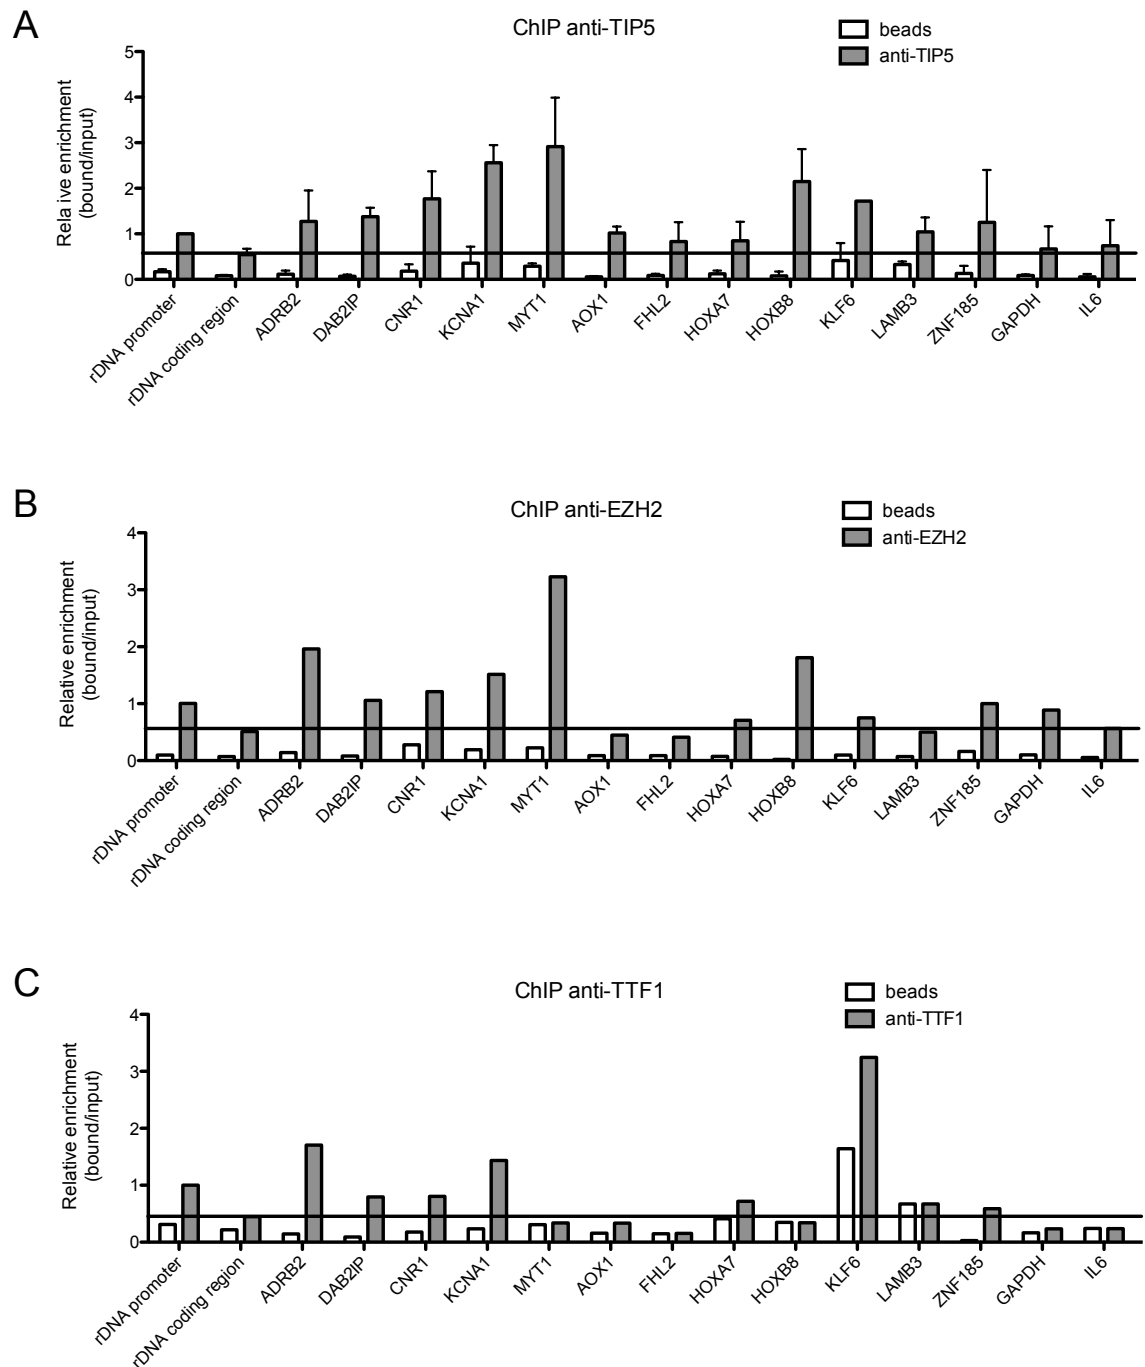 A
ChIP anti-TIP5
beads
anti-TIP5
Rela ive enrichment
(bound/input)
5
4
3
2
1
0
rDNA promoter
rDNA coding region
ADRB2
DAB2IP
CNR1
KCNA1
MYT1
AOX1
FHL2
HOXA7
HOXB8
KLF6
LAMB3
ZNF185
GAPDH
IL6
B
ChIP anti-EZH2
beads
anti-EZH2
Relative enrichment
(bound/input)
4
3
2
1
0
rDNA promoter
rDNA coding region
ADRB2
DAB2IP
CNR1
KCNA1
MYT1
AOX1
FHL2
HOXA7
HOXB8
KLF6
LAMB3
ZNF185
GAPDH
IL6
C
ChIP anti-TTF1
beads
anti-TTF1
Relative enrichment
(bound/input)
4
3
2
1
0
rDNA promoter
rDNA coding region
ADRB2
DAB2IP
CNR1
KCNA1
MYT1
AOX1
FHL2
HOXA7
HOXB8
KLF6
LAMB3
ZNF185
GAPDH
IL6